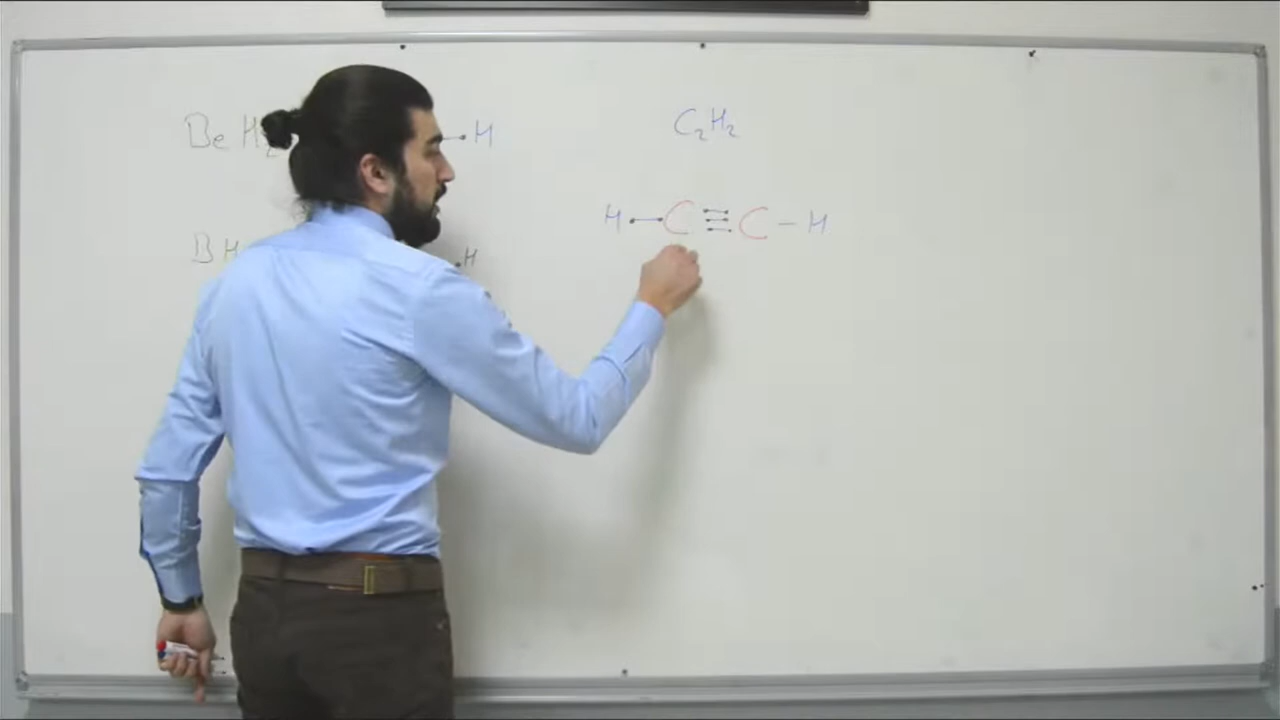 Be H2 – H
C2H2
H – C ≡ C – H
B H H